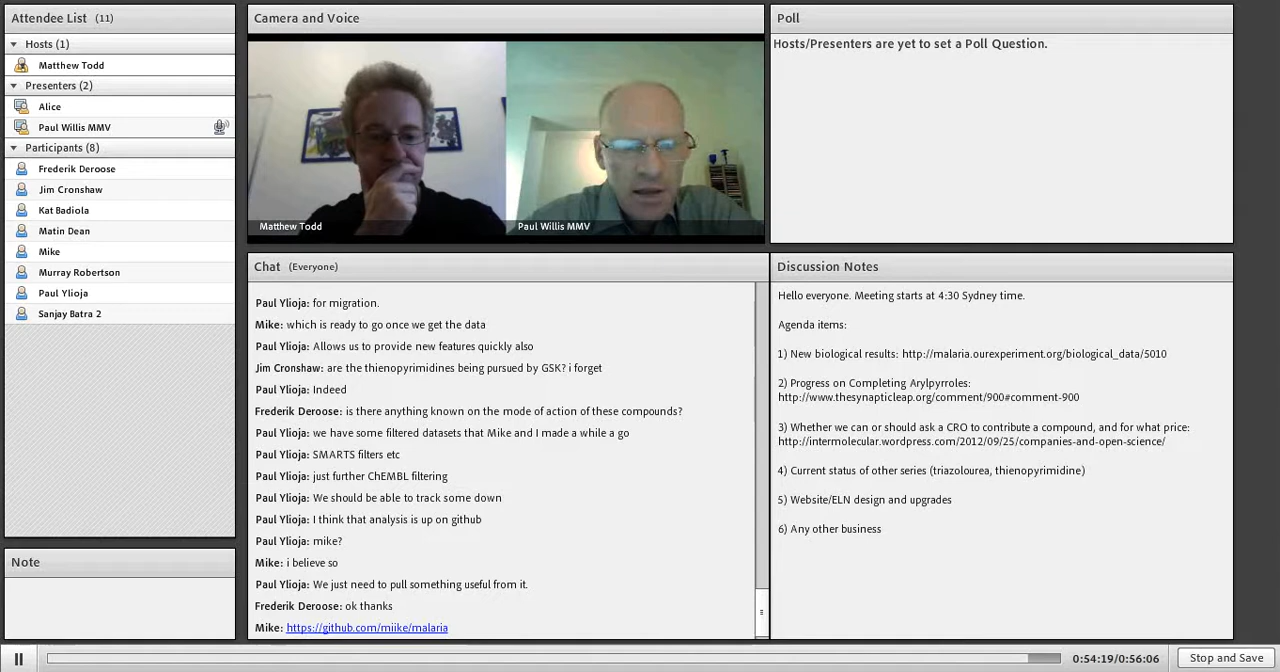 Attendee List (11)
Hosts (1)
Matthew Todd
Presenters (2)
Alice
Paul Willis MMV
Participants (8)
Frederik Deroose
Jim Cronshaw
Kat Badiola
Matin Dean
Mike
Murray Robertson
Paul Ylioja
Sanjay Batra 2
Note
Camera and Voice
Matthew Todd
Paul Willis MMV
Chat (Everyone)
Paul Ylioja: for migration.
Mike: which is ready to go once we get the data
Paul Ylioja: Allows us to provide new features quickly also
Jim Cronshaw: are the thienopyrimidines being pursued by GSK? i forget
Paul Ylioja: Indeed
Frederik Deroose: is there anything known on the mode of action of these compounds?
Paul Ylioja: we have some filtered datasets that Mike and I made a while a go
Paul Ylioja: SMARTS filters etc
Paul Ylioja: just further ChEMBL filtering
Paul Ylioja: We should be able to track some down
Paul Ylioja: I think that analysis is up on github
Paul Ylioja: mike?
Mike: i believe so
Paul Ylioja: We just need to pull something useful from it.
Frederik Deroose: ok thanks
Mike: https://github.com/miike/malaria
Poll
Hosts/Presenters are yet to set a Poll Question.
Discussion Notes
Hello everyone. Meeting starts at 4:30 Sydney time.
Agenda items:
1) New biological results: http://malaria.ourexperiment.org/biological_data/5010
2) Progress on Completing Arylpyrroles:
http://www.thesynapticleap.org/comment/900#comment-900
3) Whether we can or should ask a CRO to contribute a compound, and for what price:
http://intermolecular.wordpress.com/2012/09/25/companies-and-open-science/
4) Current status of other series (triazolourea, thienopyrimidine)
5) Website/ELN design and upgrades
6) Any other business
0:54:19/0:56:06
Stop and Save